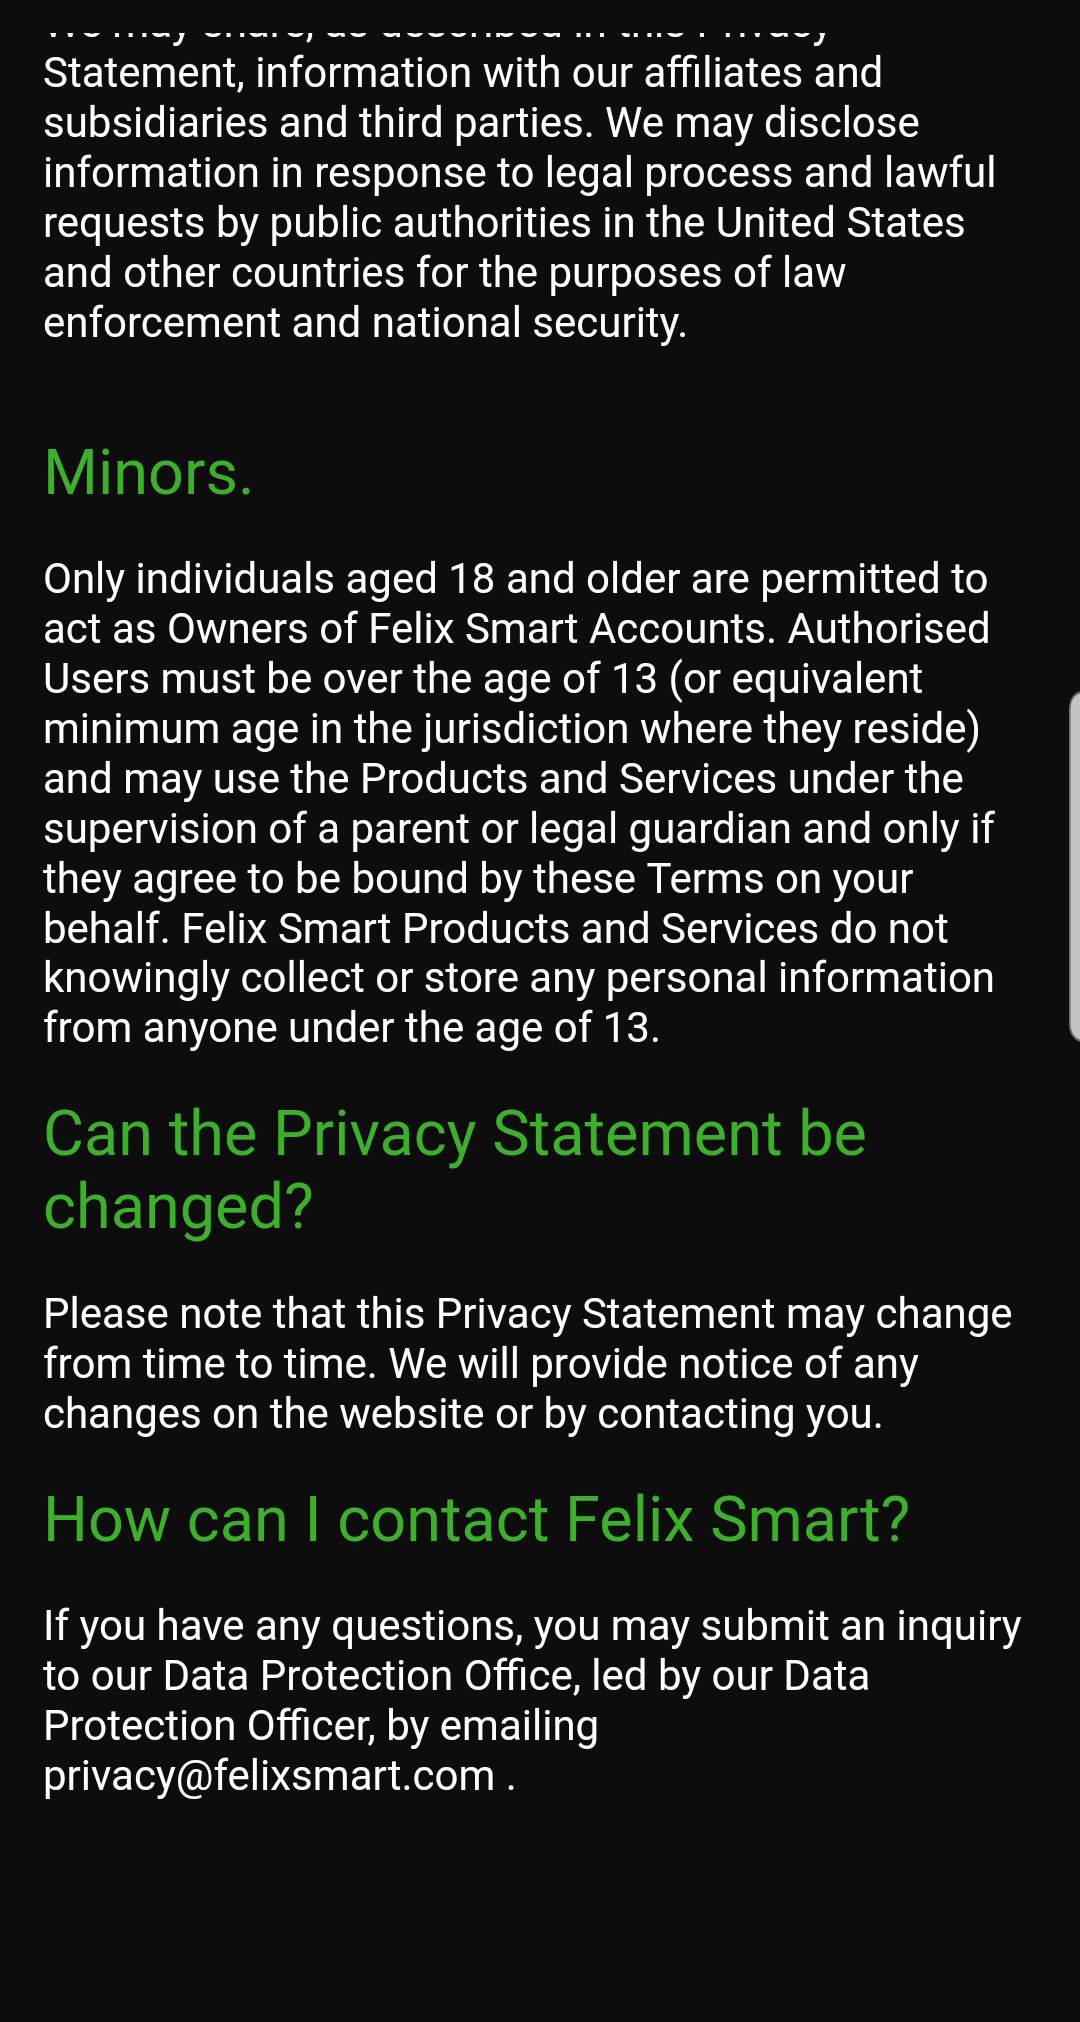 We may share, as described in this Privacy
Statement, information with our affiliates and
subsidiaries and third parties. We may disclose
information in response to legal process and lawful
requests by public authorities in the United States
and other countries for the purposes of law
enforcement and national security.
Minors.
Only individuals aged 18 and older are permitted to
act as Owners of Felix Smart Accounts. Authorised
Users must be over the age of 13 (or equivalent
minimum age in the jurisdiction where they reside)
and may use the Products and Services under the
supervision of a parent or legal guardian and only if
they agree to be bound by these Terms on your
behalf. Felix Smart Products and Services do not
knowingly collect or store any personal information
from anyone under the age of 13.
Can the Privacy Statement be
changed?
Please note that this Privacy Statement may change
from time to time. We will provide notice of any
changes on the website or by contacting you.
How can I contact Felix Smart?
If you have any questions, you may submit an inquiry
to our Data Protection Office, led by our Data
Protection Officer, by emailing
privacy@felixsmart.com .